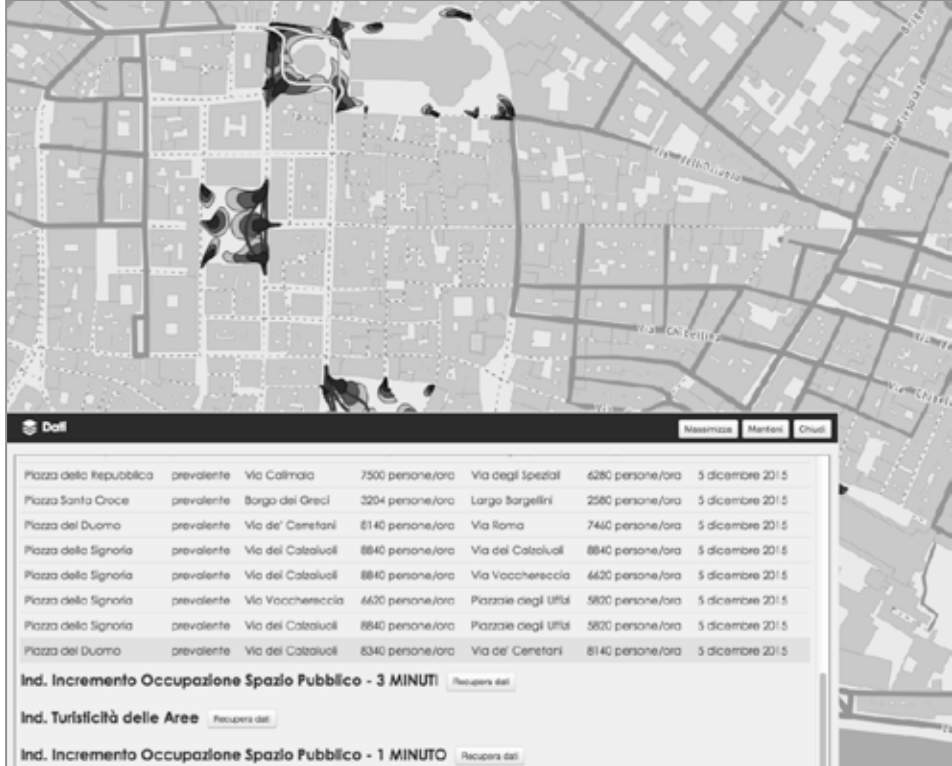 Via dell'Oriuolo
Via Ghibellina
Dati
Massimizza Mantieni Chiudi
Piazza della Repubblica prevalente Via Calimala 7500 persone/ora Via degli Speziali 6280 persone/ora 5 dicembre 2015
Piazza Santa Croce prevalente Borgo dei Greci 3204 persone/ora Largo Bargellini 2580 persone/ora 5 dicembre 2015
Piazza del Duomo prevalente Via de' Cerretani 8140 persone/ora Via Roma 7460 persone/ora 5 dicembre 2015
Piazza della Signoria prevalente Via dei Calzaiuoli 8840 persone/ora Via dei Calzaiuoli 8840 persone/ora 5 dicembre 2015
Piazza della Signoria prevalente Via dei Calzaiuoli 8840 persone/ora Via Vacchereccia 6620 persone/ora 5 dicembre 2015
Piazza della Signoria prevalente Via Vacchereccia 6620 persone/ora Piazzale degli Uffizi 5820 persone/ora 5 dicembre 2015
Piazza della Signoria prevalente Via dei Calzaiuoli 8840 persone/ora Piazzale degli Uffizi 5820 persone/ora 5 dicembre 2015
Piazza del Duomo prevalente Via dei Calzaiuoli 8340 persone/ora Via de' Cerretani 8140 persone/ora 5 dicembre 2015
Ind. Incremento Occupazione Spazio Pubblico - 3 MINUTI Recupera dati
Ind. Turisticità delle Aree Recupera dati
Ind. Incremento Occupazione Spazio Pubblico - 1 MINUTO Recupera dati